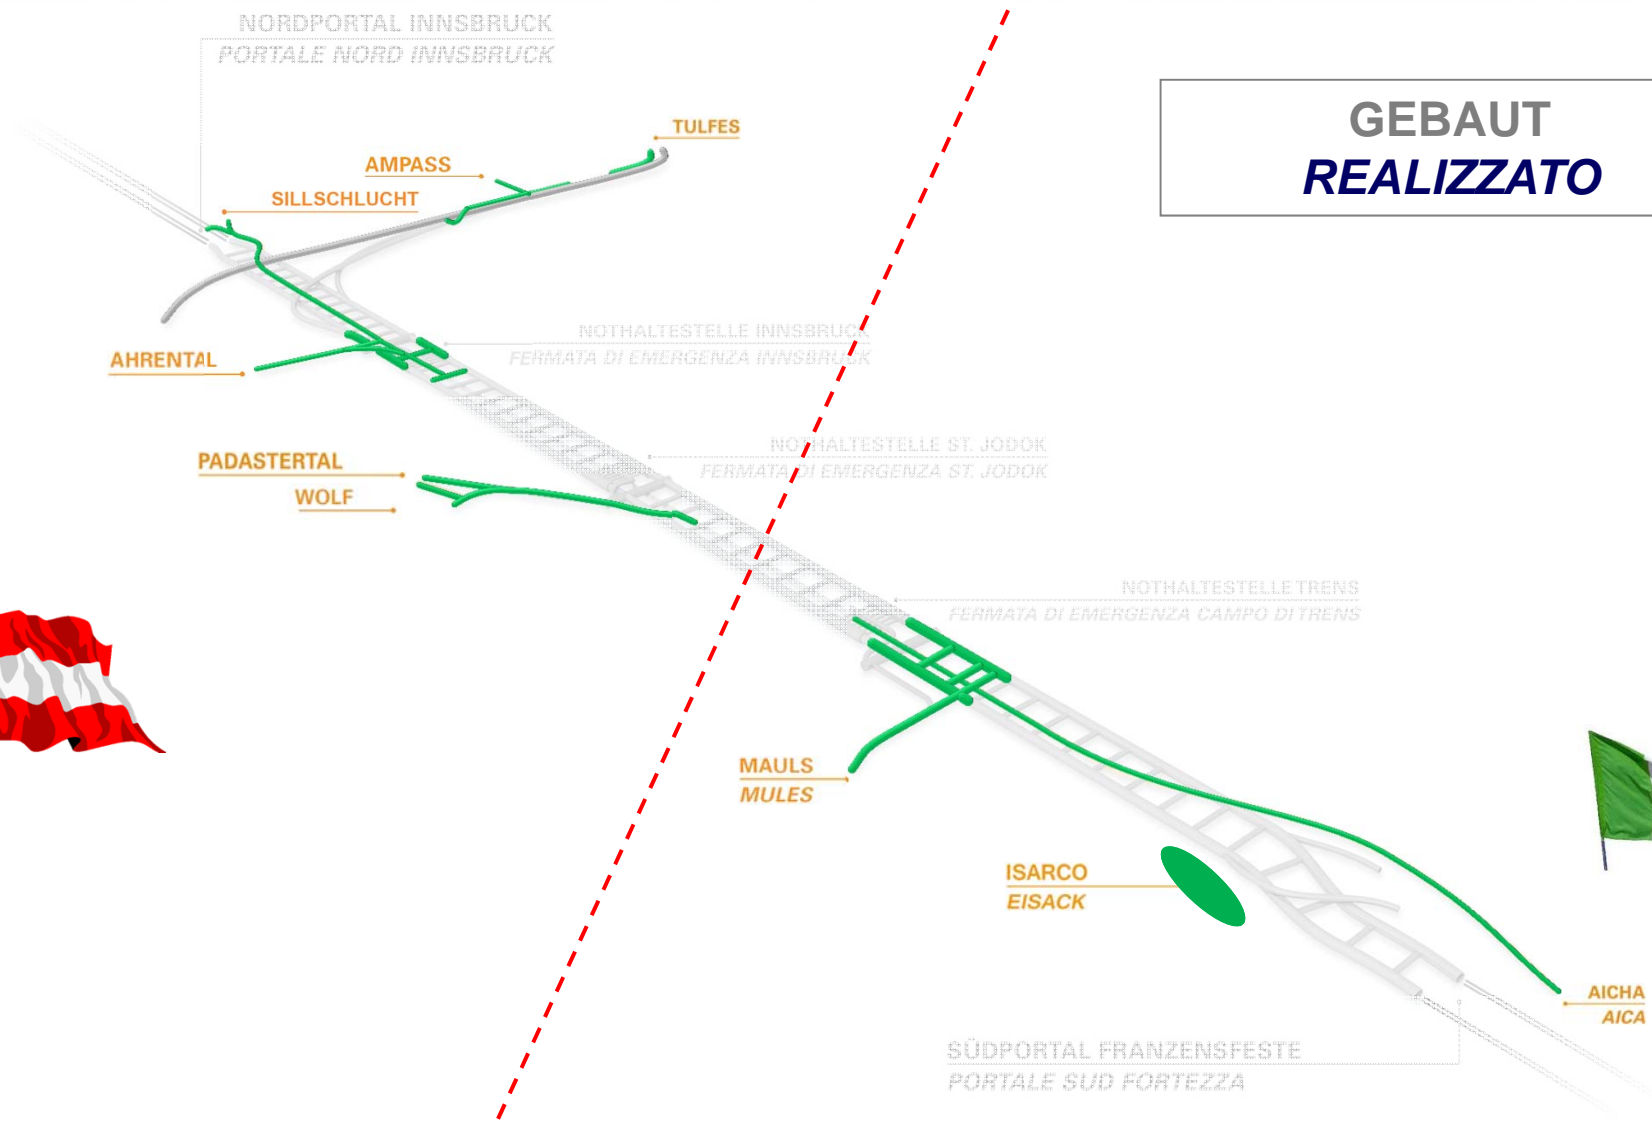 NORDPORTAL INNSBRUCK
PORTALE NORD INNSBRUCK
GEBAUT
REALIZZATO
TULFES
AMPASS
SILLSCHLUCHT
NOTHALTESTELLE INNSBRUCK
FERMATA DI EMERGENZA INNSBRUCK
AHRENTAL
NOTHALTESTELLE ST. JODOK
FERMATA DI EMERGENZA ST. JODOK
PADASTERTAL
WOLF
NOTHALTESTELLE TRENS
FERMATA DI EMERGENZA CAMPO DI TRENS
MAULS
MULES
ISARCO
EISACK
AICHA
AICA
SÜDPORTAL FRANZENSFESTE
PORTALE SUD FORTEZZA